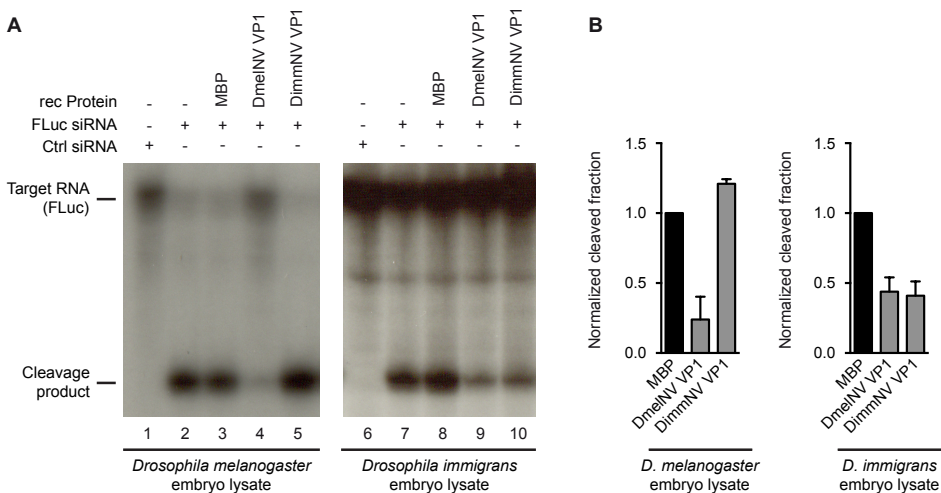 A
B
rec Protein - - MBP DmelNV VP1 DimmNV VP1 - - MBP DmelNV VP1 DimmNV VP1
FLuc siRNA - + + + + - + + + +
Ctrl siRNA + - - - - + - - - -
Target RNA
(FLuc)
Cleavage
product
1 2 3 4 5 6 7 8 9 10
Drosophila melanogaster
embryo lysate
Drosophila immigrans
embryo lysate
Normalized cleaved fraction
1.5
1.0
0.5
0.0
MBP
DmelNV VP1
DimmNV VP1
D. melanogaster
embryo lysate
Normalized cleaved fraction
1.5
1.0
0.5
0.0
MBP
DmelNV VP1
DimmNV VP1
D. immigrans
embryo lysate